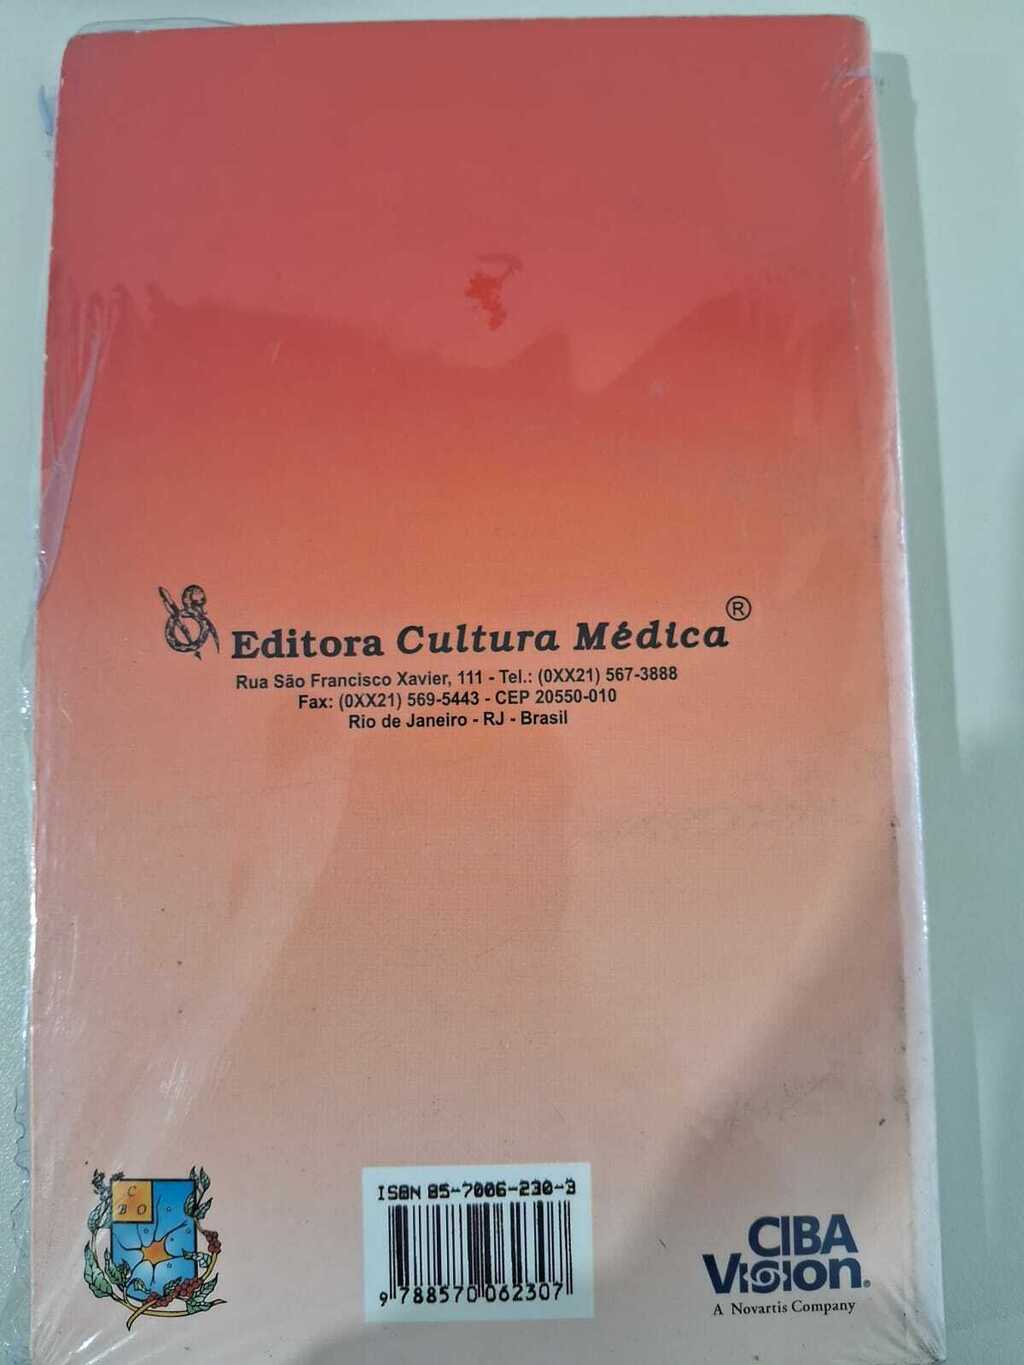 Editora Cultura Médica®
Rua São Francisco Xavier, 111 - Tel.: (0XX21) 567-3888
Fax: (0XX21) 569-5443 - CEP 20550-010
Rio de Janeiro - RJ - Brasil
C
B O
ISBN 85-7006-230-3
9 788570 062307
CIBA
Vision®
A Novartis Company